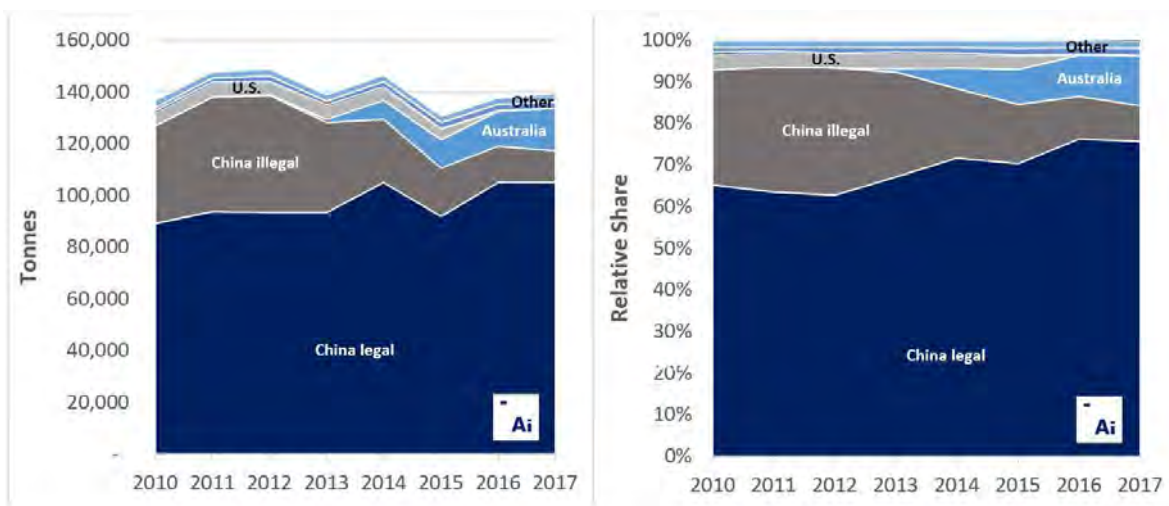 160,000
140,000
120,000
100,000
80,000
60,000
40,000
20,000
-
Tonnes
U.S.
Other
Australia
China illegal
China legal
- Ai
2010 2011 2012 2013 2014 2015 2016 2017
100%
90%
80%
70%
60%
50%
40%
30%
20%
10%
0%
Relative Share
U.S.
Other
Australia
China illegal
China legal
- Ai
2010 2011 2012 2013 2014 2015 2016 2017